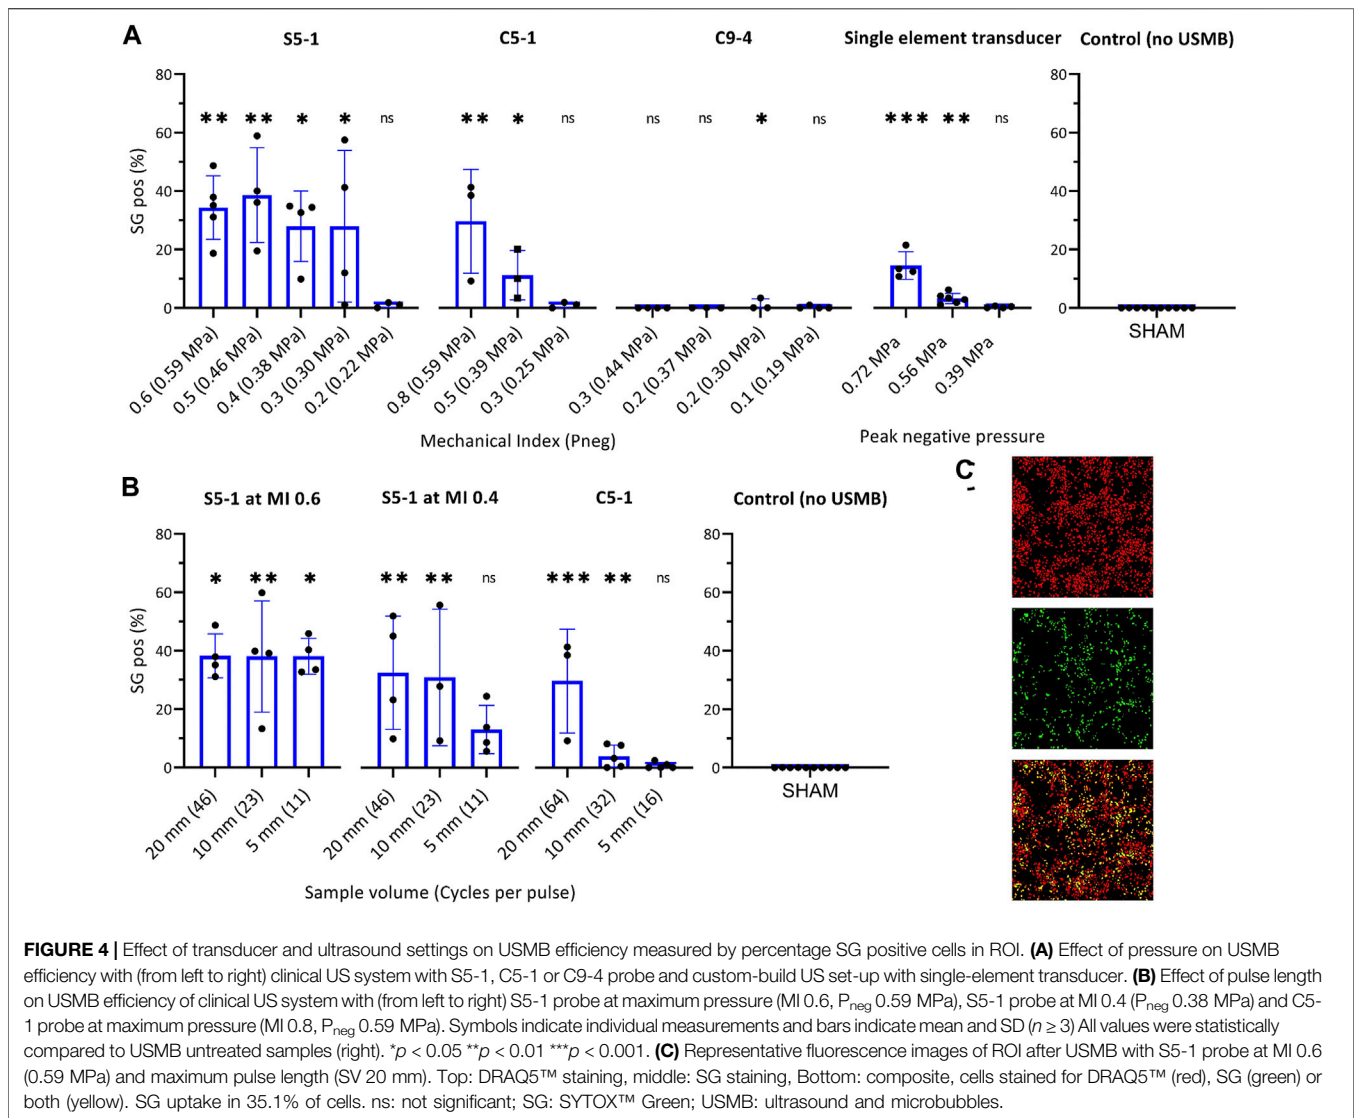 A
S5-1
C5-1
C9-4
Single element transducer
Control (no USMB)
SG pos (%)
80
60
40
20
0
** ** * * ns
** * ns
ns ns * ns
*** ** ns
80
60
40
20
0
0.6 (0.59 MPa)
0.5 (0.46 MPa)
0.4 (0.38 MPa)
0.3 (0.30 MPa)
0.2 (0.22 MPa)
0.8 (0.59 MPa)
0.5 (0.39 MPa)
0.3 (0.25 MPa)
0.3 (0.44 MPa)
0.2 (0.37 MPa)
0.2 (0.30 MPa)
0.1 (0.19 MPa)
0.72 MPa
0.56 MPa
0.39 MPa
SHAM
Mechanical Index (Pneg)
Peak negative pressure
B
S5-1 at MI 0.6
S5-1 at MI 0.4
C5-1
Control (no USMB)
SG pos (%)
80
60
40
20
0
* ** *
** ** ns
*** ** ns
80
60
40
20
0
20 mm (46)
10 mm (23)
5 mm (11)
20 mm (46)
10 mm (23)
5 mm (11)
20 mm (64)
10 mm (32)
5 mm (16)
SHAM
Sample volume (Cycles per pulse)
C
FIGURE 4 | Effect of transducer and ultrasound settings on USMB efficiency measured by percentage SG positive cells in ROI. (A) Effect of pressure on USMB
efficiency with (from left to right) clinical US system with S5-1, C5-1 or C9-4 probe and custom-build US set-up with single-element transducer. (B) Effect of pulse length
on USMB efficiency of clinical US system with (from left to right) S5-1 probe at maximum pressure (MI 0.6, Pneg 0.59 MPa), S5-1 probe at MI 0.4 (Pneg 0.38 MPa) and C5-
1 probe at maximum pressure (MI 0.8, Pneg 0.59 MPa). Symbols indicate individual measurements and bars indicate mean and SD (n ≥ 3) All values were statistically
compared to USMB untreated samples (right). *p < 0.05 **p < 0.01 ***p < 0.001. (C) Representative fluorescence images of ROI after USMB with S5-1 probe at MI 0.6
(0.59 MPa) and maximum pulse length (SV 20 mm). Top: DRAQ5™ staining, middle: SG staining, Bottom: composite, cells stained for DRAQ5™ (red), SG (green) or
both (yellow). SG uptake in 35.1% of cells. ns: not significant; SG: SYTOX™ Green; USMB: ultrasound and microbubbles.